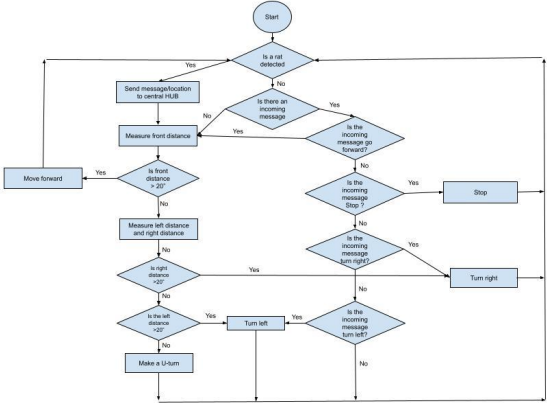 Start
Is a rat
detected
Yes
No
Send message/location
to central HUB
Is there an
incoming
message
No
Yes
Measure front distance
Yes
Is the
incoming
message go
forward?
No
Move forward
Yes
Is front
distance
> 20"
No
Is the
incoming
message
Stop ?
Yes
Stop
No
Measure left distance
and right distance
No
Is the
incoming
message
turn right?
Yes
Is right
distance
>20"
Yes
Turn right
No
No
Is the left
distance
>20"
Yes
Turn left
Yes
Is the
incoming
message
turn left?
No
No
Make a U-turn